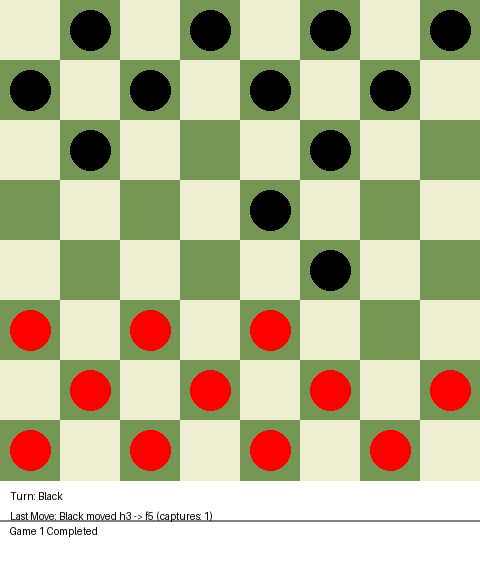 Turn: Black
Last Move: Black moved h3 -> f5 (captures: 1)
Game 1 Completed